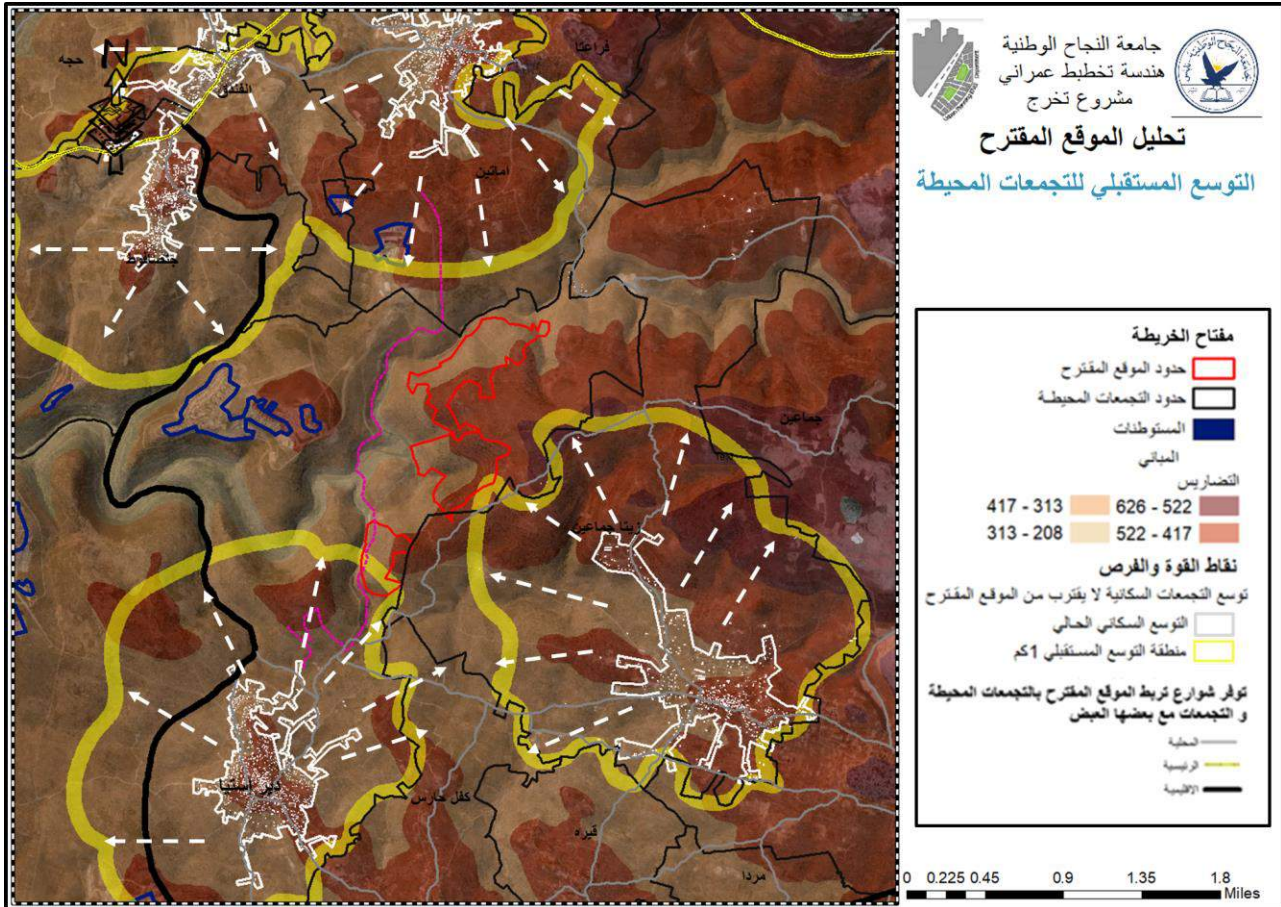 جامعة النجاح الوطنية
هندسة تخطيط عمراني
مشروع تخرج
تحليل الموقع المقترح
التوسع المستقبلي للتجمعات المحيطة
مفتاح الخريطة
حدود الموقع المقترح
حدود التجمعات المحيطة
المستوطنات
المباني
التضاريس
626 - 522
417 - 313
522 - 417
313 - 208
نقاط القوة والفرص
توسع التجمعات السكانية لا يقترب من الموقع المقترح
التوسع السكاني الحالي
منطقة التوسع المستقبلي 1كم
توفر شوارع تربط الموقع المقترح بالتجمعات المحيطة
و التجمعات مع بعضها العبض
المحلية
الرئيسية
الاقليمية
0 0.225 0.45 0.9 1.35 1.8
Miles
حجه
الفندق
فراعتا
اماتين
جينصافوط
جماعين
زيتا جماعين
دير استيا
كفل حارس
قيره
مردا